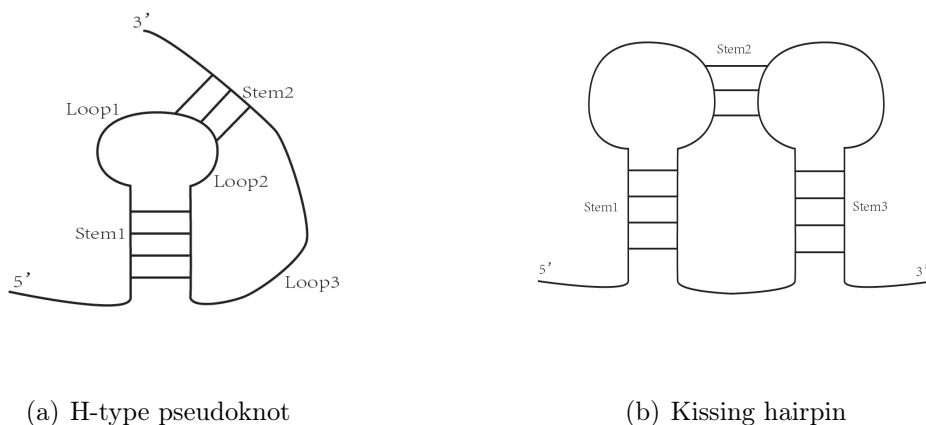 3'
Loop1
Stem2
Loop2
Stem1
5'
Loop3
(a) H-type pseudoknot
Stem2
Stem1
Stem3
5'
3'
(b) Kissing hairpin